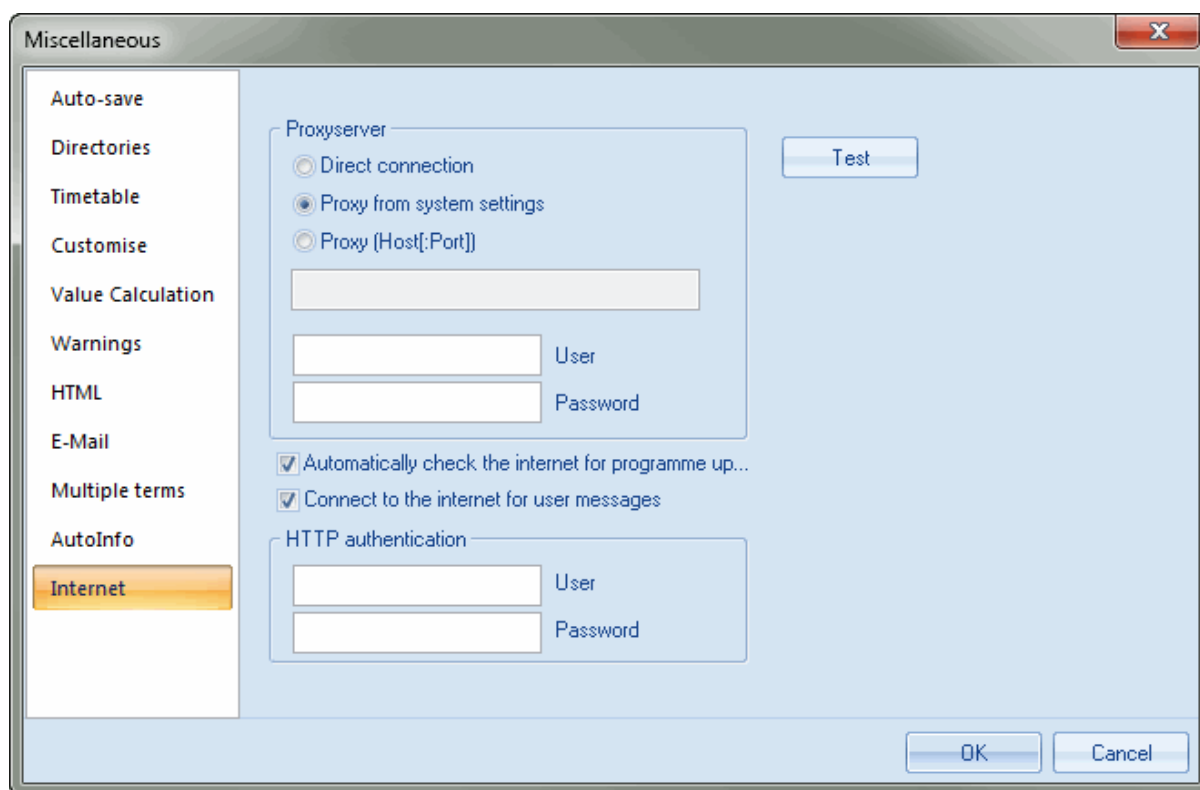 Miscellaneous
Auto-save
Directories
Timetable
Customise
Value Calculation
Warnings
HTML
E-Mail
Multiple terms
AutoInfo
Internet
Proxyserver
Direct connection
Proxy from system settings
Proxy (Host[:Port])
User
Password
Test
Automatically check the internet for programme up...
Connect to the internet for user messages
HTTP authentication
User
Password
OK
Cancel